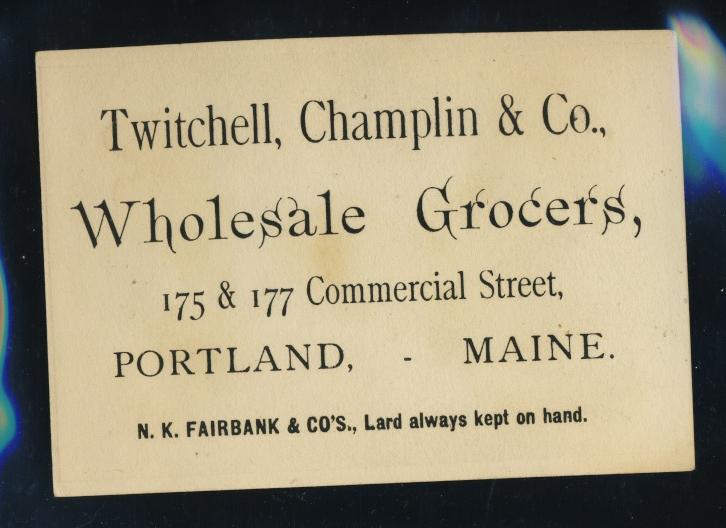 Twitchell, Champlin & Co.,
Wholesale Grocers,
175 & 177 Commercial Street,
PORTLAND, - MAINE.
N. K. FAIRBANK & CO'S., Lard always kept on hand.